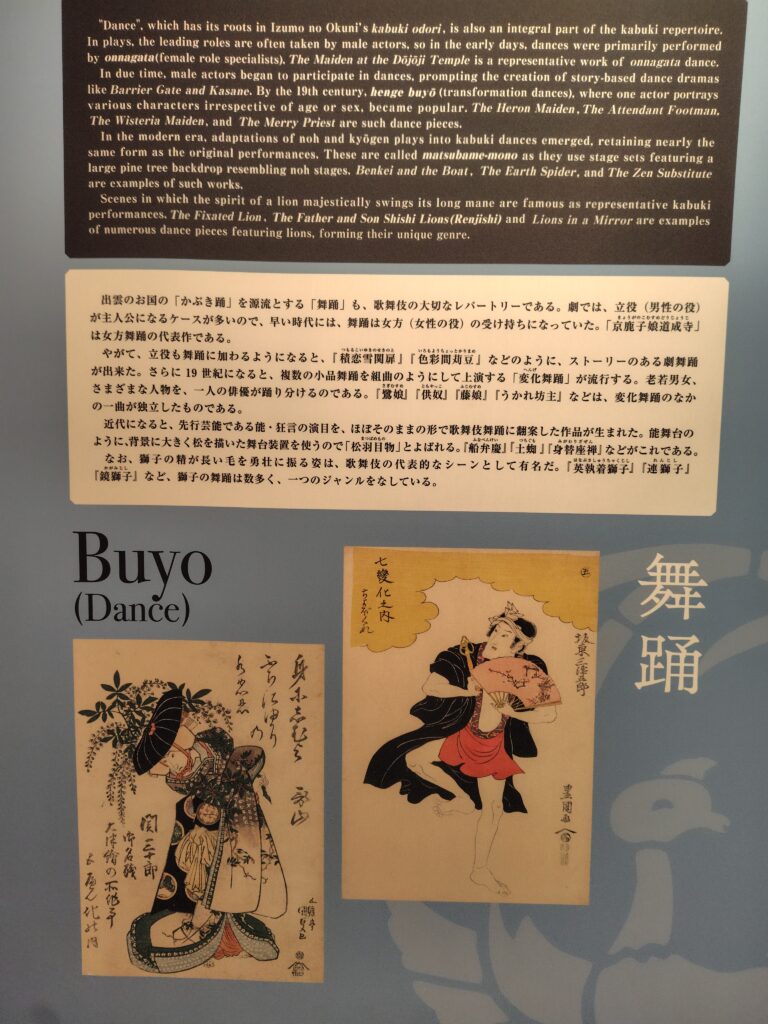 "Dance", which has its roots in Izumo no Okuni's kabuki odori, is also an integral part of the kabuki repertoire.
In plays, the leading roles are often taken by male actors, so in the early days, dances were primarily performed
by onnagata(female role specialists). The Maiden at the Dōjōji Temple is a representative work of onnagata dance.
In due time, male actors began to participate in dances, prompting the creation of story-based dance dramas
like Barrier Gate and Kasane. By the 19th century, henge buyō (transformation dances), where one actor portrays
various characters irrespective of age or sex, became popular. The Heron Maiden, The Attendant Footman,
The Wisteria Maiden, and The Merry Priest are such dance pieces.
In the modern era, adaptations of noh and kyōgen plays into kabuki dances emerged, retaining nearly the
same form as the original performances. These are called matsubame-mono as they use stage sets featuring a
large pine tree backdrop resembling noh stages. Benkei and the Boat, The Earth Spider, and The Zen Substitute
are examples of such works.
Scenes in which the spirit of a lion majestically swings its long mane are famous as representative kabuki
performances. The Fixated Lion, The Father and Son Shishi Lions(Renjishi) and Lions in a Mirror are examples
of numerous dance pieces featuring lions, forming their unique genre.
出雲のお国の「かぶき踊」を源流とする「舞踊」も、歌舞伎の大切なレパートリーである。劇では、立役（男性の役）
が主人公になるケースが多いので、早い時代には、舞踊は女方（女性の役）の受け持ちになっていた。『京鹿子娘道成寺』
は女方舞踊の代表作である。
やがて、立役も舞踊に加わるようになると、『積恋雪関扉』『色彩間苅豆』などのように、ストーリーのある劇舞踊
が出来た。さらに 19 世紀になると、複数の小品舞踊を組曲のようにして上演する「変化舞踊」が流行する。老若男女、
さまざまな人物を、一人の俳優が踊り分けるのである。『鷺娘』『供奴』『藤娘』『うかれ坊主』などは、変化舞踊のなか
の一曲が独立したものである。
近代になると、先行芸能である能・狂言の演目を、ほぼそのままの形で歌舞伎舞踊に翻案した作品が生まれた。能舞台の
ように、背景に大きく松を描いた舞台装置を使うので「松羽目物」とよばれる。『船弁慶』『土蜘』『身替座禅』などがこれである。
なお、獅子の精が長い毛を勇壮に振る姿は、歌舞伎の代表的なシーンとして有名だ。『英執着獅子』『連獅子』
『鏡獅子』など、獅子の舞踊は数多く、一つのジャンルをなしている。
Buyo
(Dance)
舞踊
七變化之内
坂東三津五郎
豊國画
関三十郎